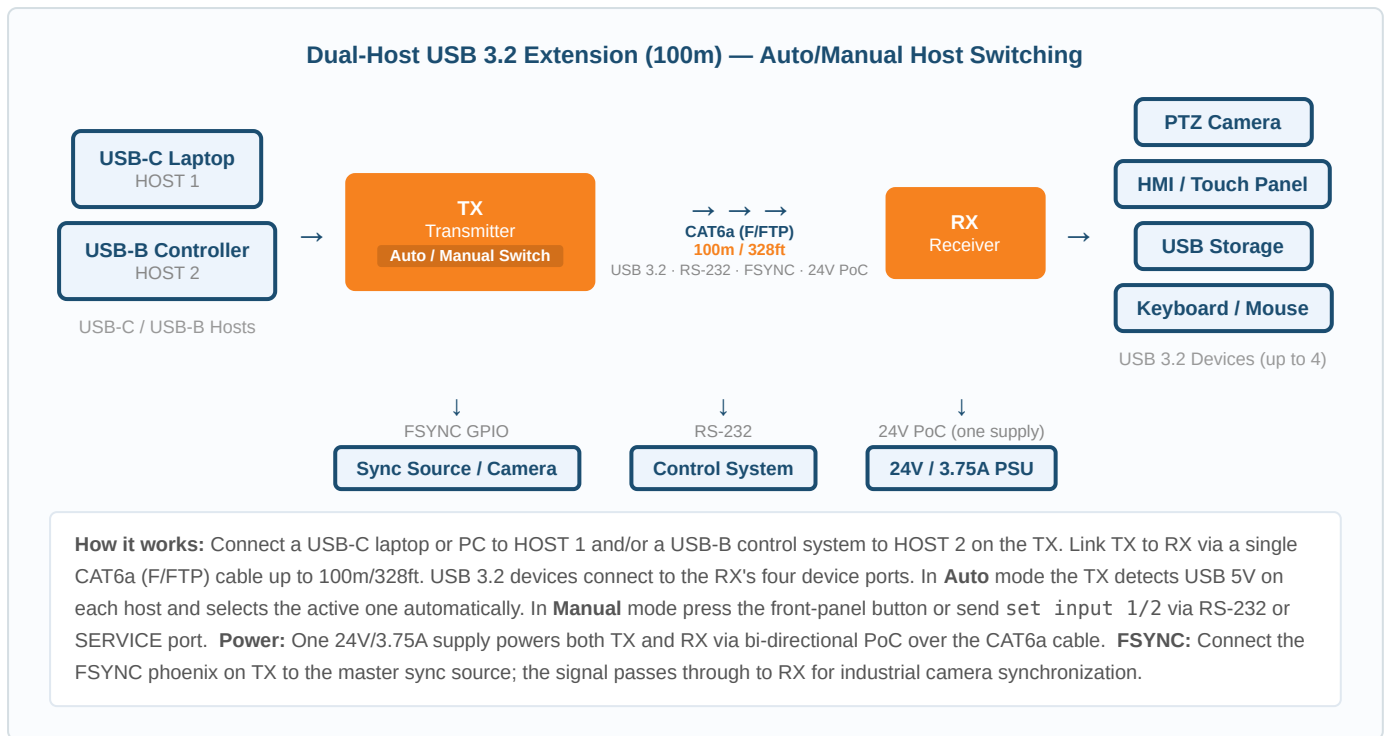 Dual-Host USB 3.2 Extension (100m) — Auto/Manual Host Switching
USB-C Laptop
HOST 1
USB-B Controller
HOST 2
USB-C / USB-B Hosts
→
TX
Transmitter
Auto / Manual Switch
→ → →
CAT6a (F/FTP)
100m / 328ft
USB 3.2 · RS-232 · FSYNC · 24V PoC
RX
Receiver
→
PTZ Camera
HMI / Touch Panel
USB Storage
Keyboard / Mouse
USB 3.2 Devices (up to 4)
↓
FSYNC GPIO
Sync Source / Camera
↓
RS-232
Control System
↓
24V PoC (one supply)
24V / 3.75A PSU
How it works: Connect a USB-C laptop or PC to HOST 1 and/or a USB-B control system to HOST 2 on the TX. Link TX to RX via a single
CAT6a (F/FTP) cable up to 100m/328ft. USB 3.2 devices connect to the RX's four device ports. In Auto mode the TX detects USB 5V on
each host and selects the active one automatically. In Manual mode press the front-panel button or send set input 1/2 via RS-232 or
SERVICE port. Power: One 24V/3.75A supply powers both TX and RX via bi-directional PoC over the CAT6a cable. FSYNC: Connect the
FSYNC phoenix on TX to the master sync source; the signal passes through to RX for industrial camera synchronization.